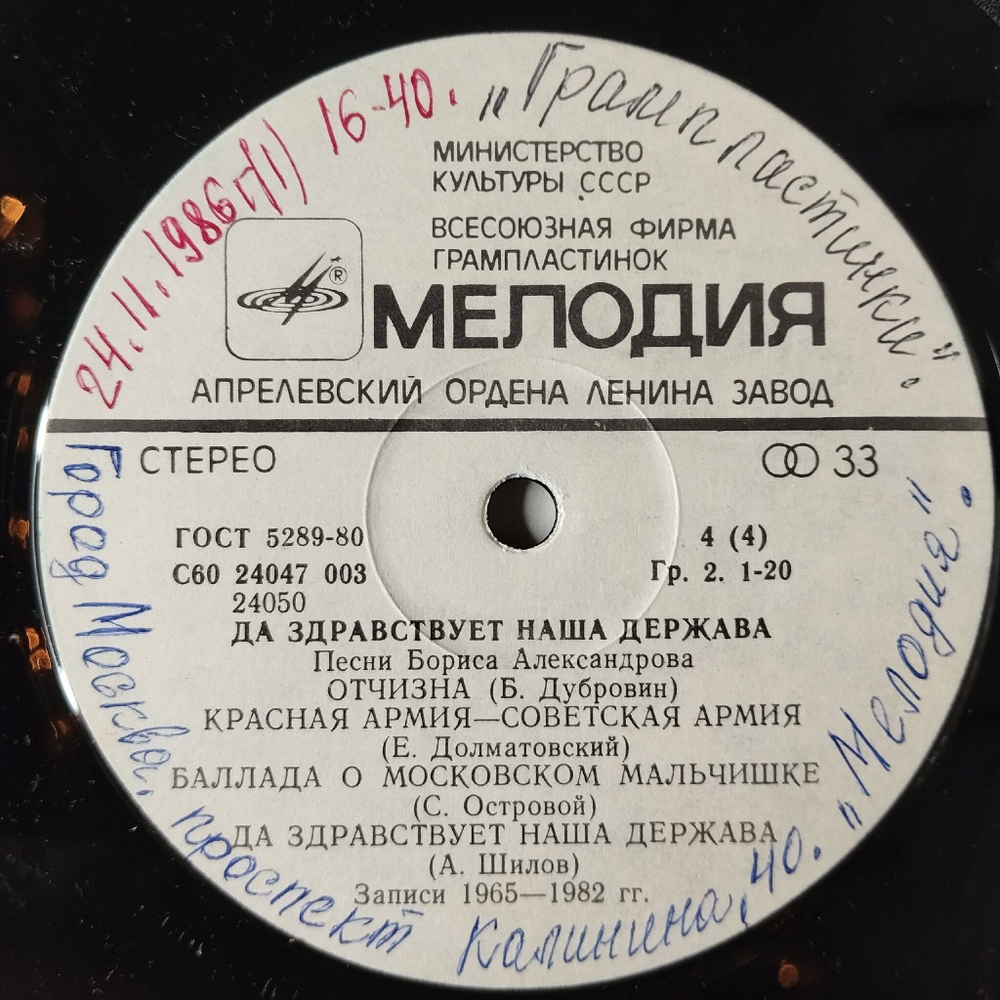 24.11.1986г(1) 16-40.
„Грампластинки“.
МИНИСТЕРСТВО
КУЛЬТУРЫ СССР
ВСЕСОЮЗНАЯ ФИРМА
ГРАМПЛАСТИНОК
®
МЕЛОДИЯ
АПРЕЛЕВСКИЙ ОРДЕНА ЛЕНИНА ЗАВОД
СТЕРЕО
33
ГОСТ 5289-80
4 (4)
С60 24047 003
Гр. 2. 1-20
24050
ДА ЗДРАВСТВУЕТ НАША ДЕРЖАВА
Песни Бориса Александрова
ОТЧИЗНА (Б. Дубровин)
КРАСНАЯ АРМИЯ—СОВЕТСКАЯ АРМИЯ
(Е. Долматовский)
БАЛЛАДА О МОСКОВСКОМ МАЛЬЧИШКЕ
(С. Островой)
ДА ЗДРАВСТВУЕТ НАША ДЕРЖАВА
(А. Шилов)
Записи 1965—1982 гг.
Город Москва, проспект Калинина, 40. „Мелодия“.